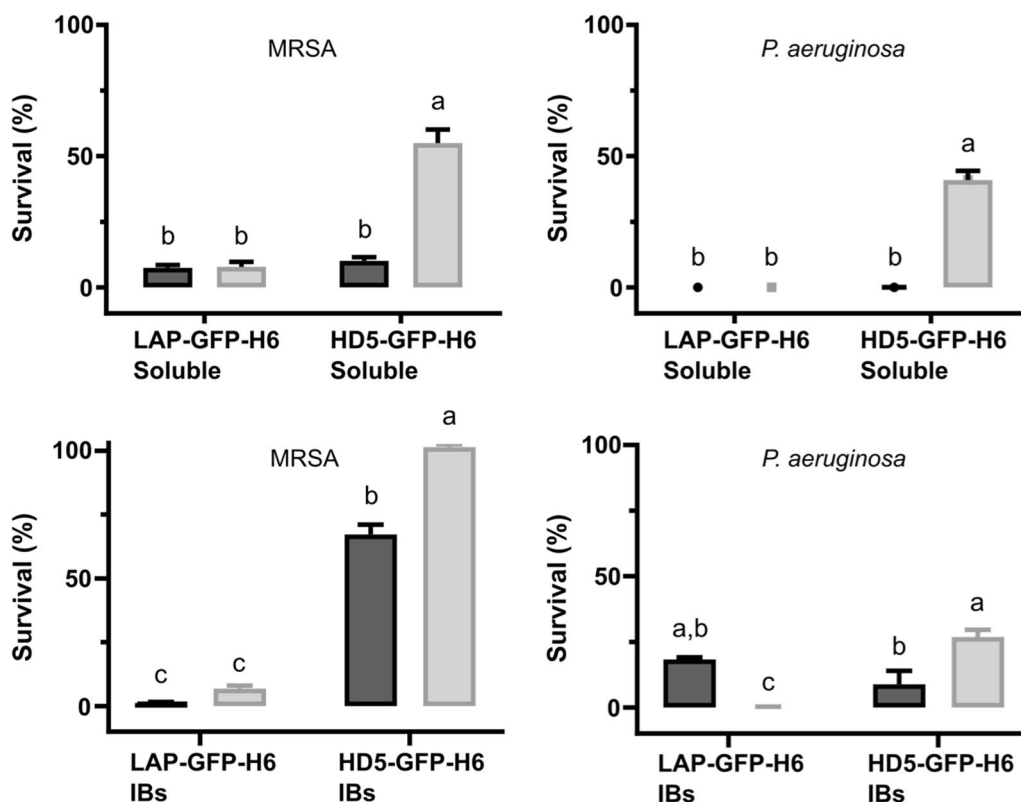 100
MRSA
Survival (%)
a
50
b
b
b
0
LAP-GFP-H6
Soluble
HD5-GFP-H6
Soluble
100
P. aeruginosa
Survival (%)
a
50
b
b
b
0
LAP-GFP-H6
Soluble
HD5-GFP-H6
Soluble
a
100
MRSA
Survival (%)
b
50
c
c
0
LAP-GFP-H6
IBs
HD5-GFP-H6
IBs
100
P. aeruginosa
Survival (%)
50
a,b
c
b
a
0
LAP-GFP-H6
IBs
HD5-GFP-H6
IBs